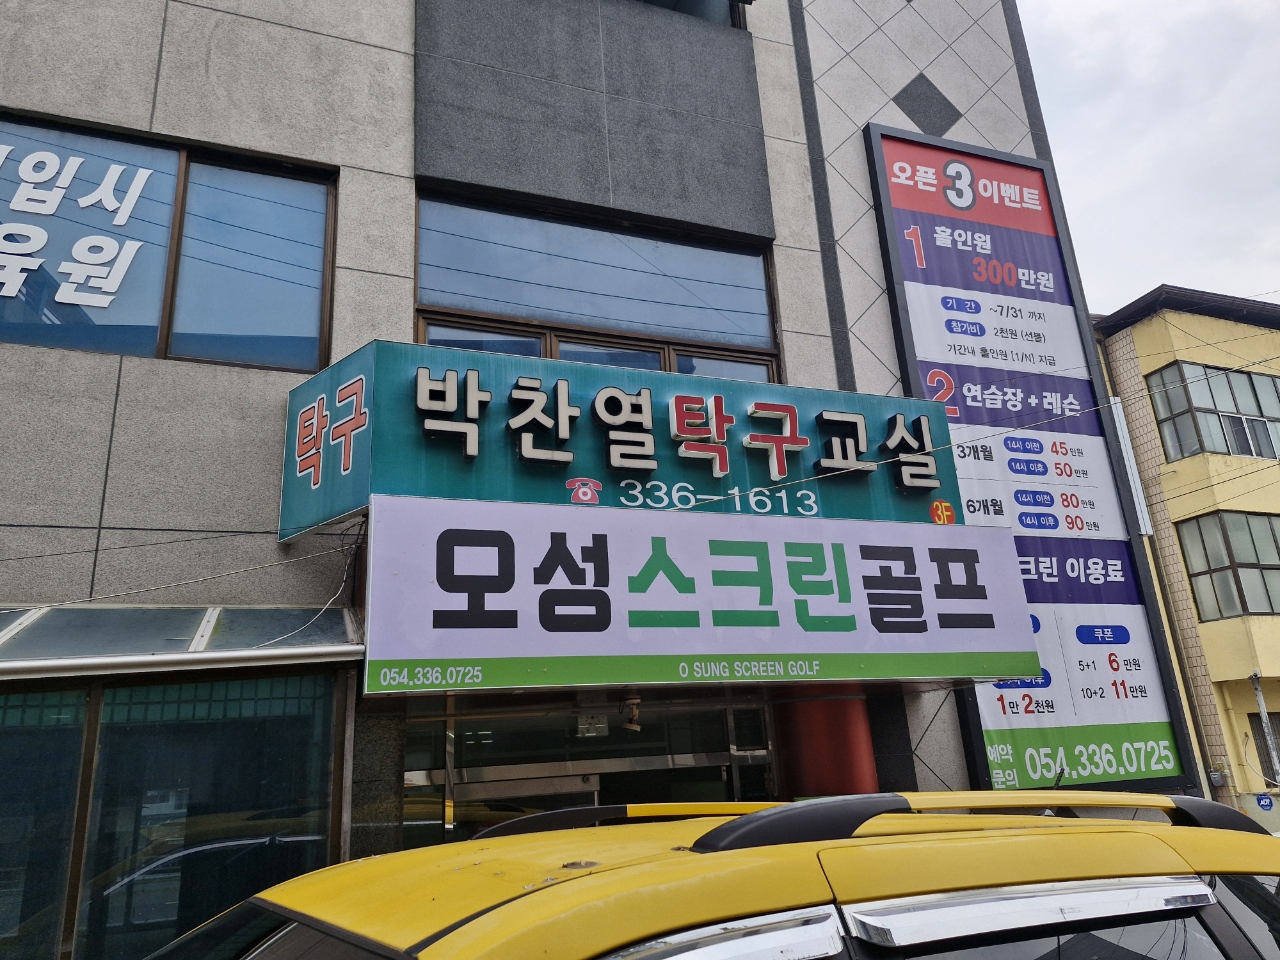 입시
육원
탁구
박찬열탁구교실
336-1613
3F
오성스크린골프
054.336.0725
O SUNG SCREEN GOLF
오픈 3 이벤트
1 홀인원
300만원
기간 ~7/31 까지
참가비 2천원 (선불)
기간내 홀인원 [1/N] 지급
2 연습장 + 레슨
3개월 14시 이전 45만원
14시 이후 50만원
6개월 14시 이전 80만원
14시 이후 90만원
크린 이용료
쿠폰
5+1 6만원
10+2 11만원
1만 2천원
예약
문의 054.336.0725
ADT